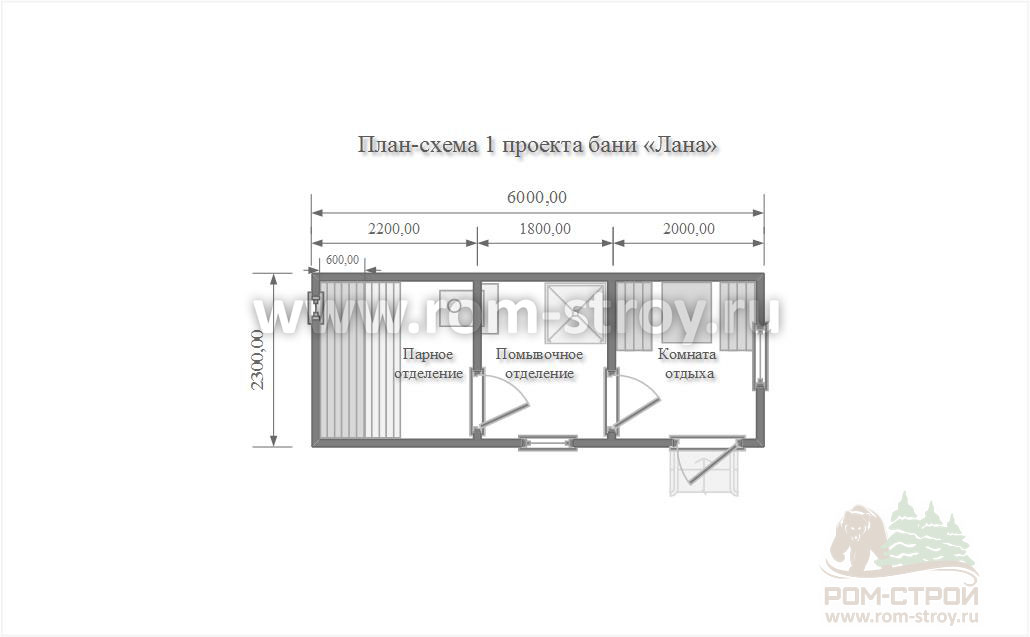 План-схема 1 проекта бани «Лана»
6000,00
2200,00
1800,00
2000,00
600,00
2300,00
www.rom-stroy.ru
Парное
отделение
Помывочное
отделение
Комната
отдыха
РОМ-СТРОЙ
www.rom-stroy.ru